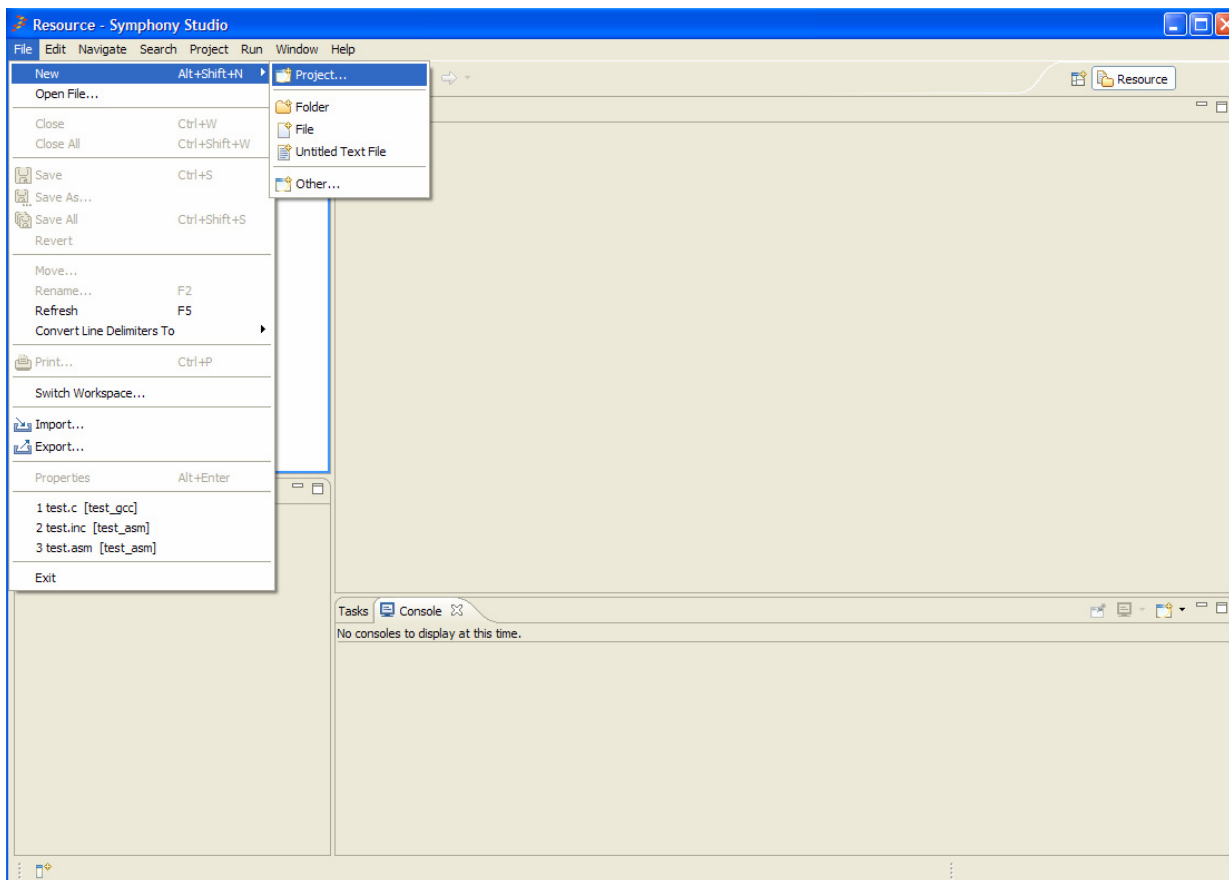 Resource - Symphony Studio
File Edit Navigate Search Project Run Window Help
New Alt+Shift+N
Project...
Resource
Open File...
Folder
Close Ctrl+W
File
Close All Ctrl+Shift+W
Untitled Text File
Save Ctrl+S
Other...
Save As...
Save All Ctrl+Shift+S
Revert
Move...
Rename... F2
Refresh F5
Convert Line Delimiters To
Print... Ctrl+P
Switch Workspace...
Import...
Export...
Properties Alt+Enter
1 test.c [test_gcc]
2 test.inc [test_asm]
3 test.asm [test_asm]
Exit
Tasks Console
No consoles to display at this time.